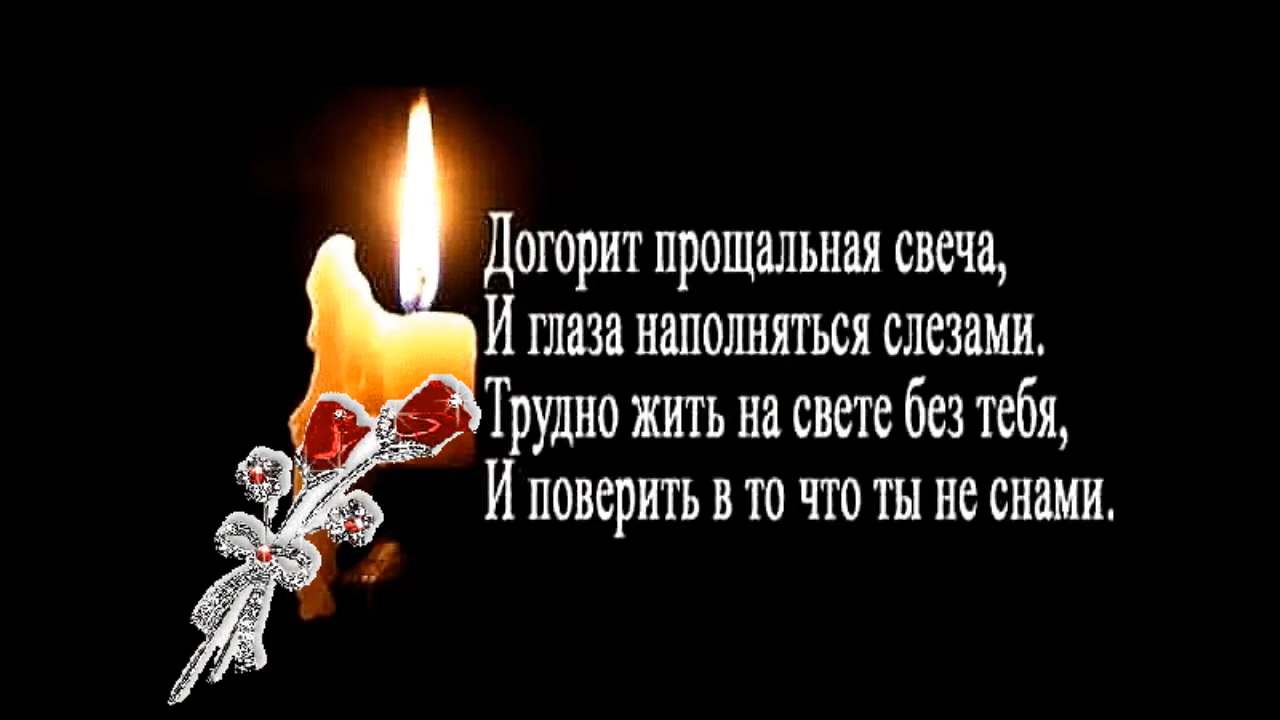 Догорит прощальная свеча,
И глаза наполняться слезами.
Трудно жить на свете без тебя,
И поверить в то что ты не снами.